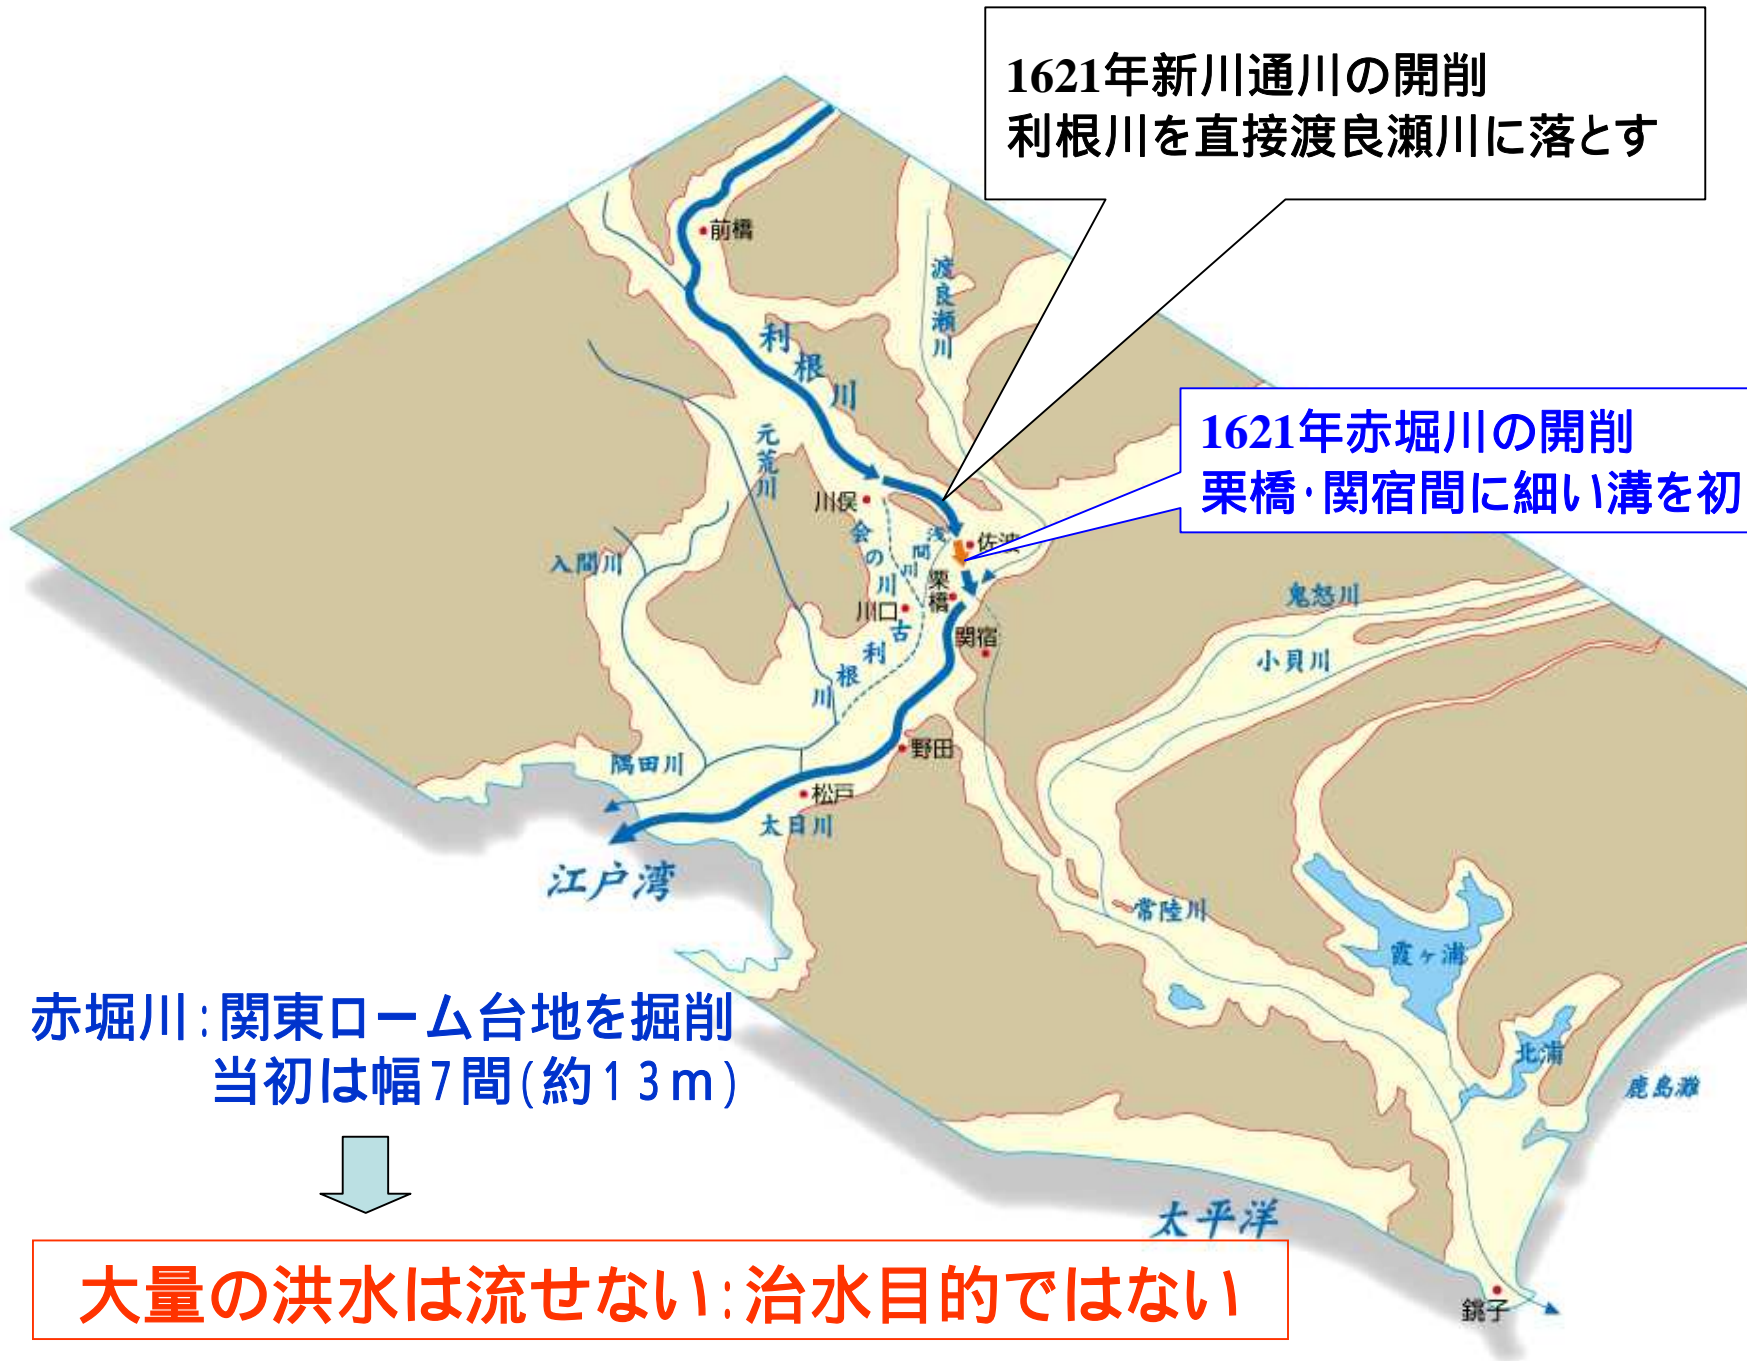 1621年新川通川の開削
利根川を直接渡良瀬川に落とす
前橋
渡良瀬川
利根川
1621年赤堀川の開削
栗橋・関宿間に細い溝を初
元荒川
川俣
会の川
浅間川
佐波
入間川
栗橋
川口
古利根川
関宿
鬼怒川
小貝川
野田
隅田川
松戸
太日川
江戸湾
常陸川
霞ヶ浦
北浦
鹿島灘
赤堀川:関東ローム台地を掘削
当初は幅7間(約13m)
太平洋
大量の洪水は流せない:治水目的ではない
銚子